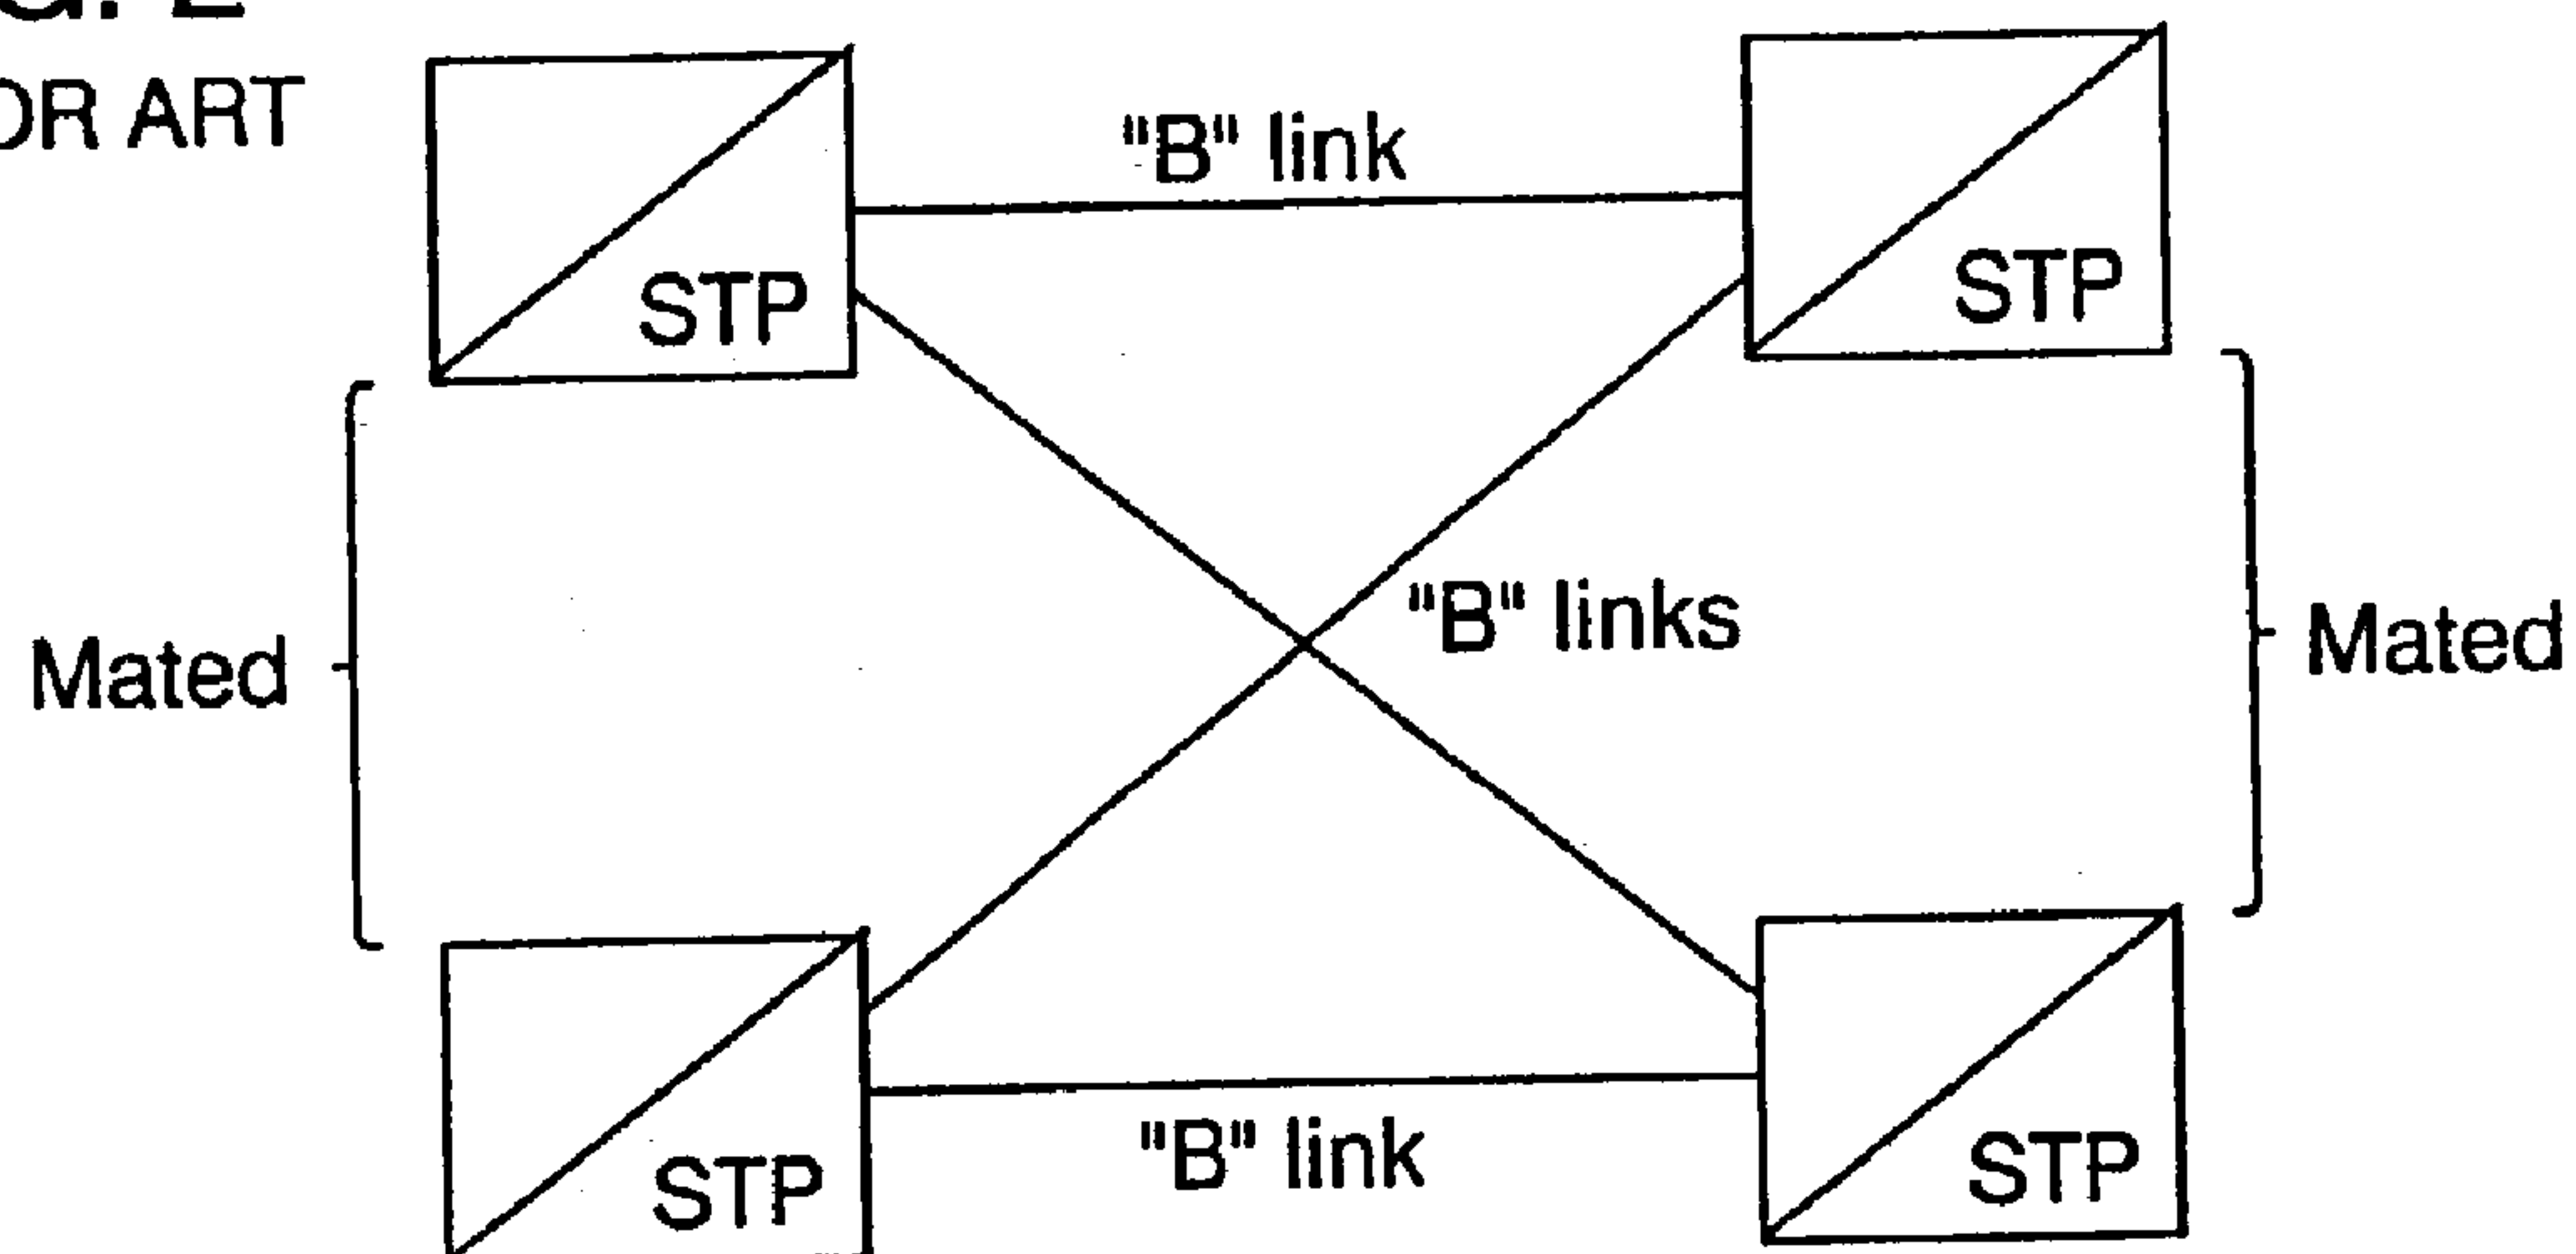 OR ART
"B" link
STP
STP
"B" links
Mated
Mated
"B" link
STP
STP